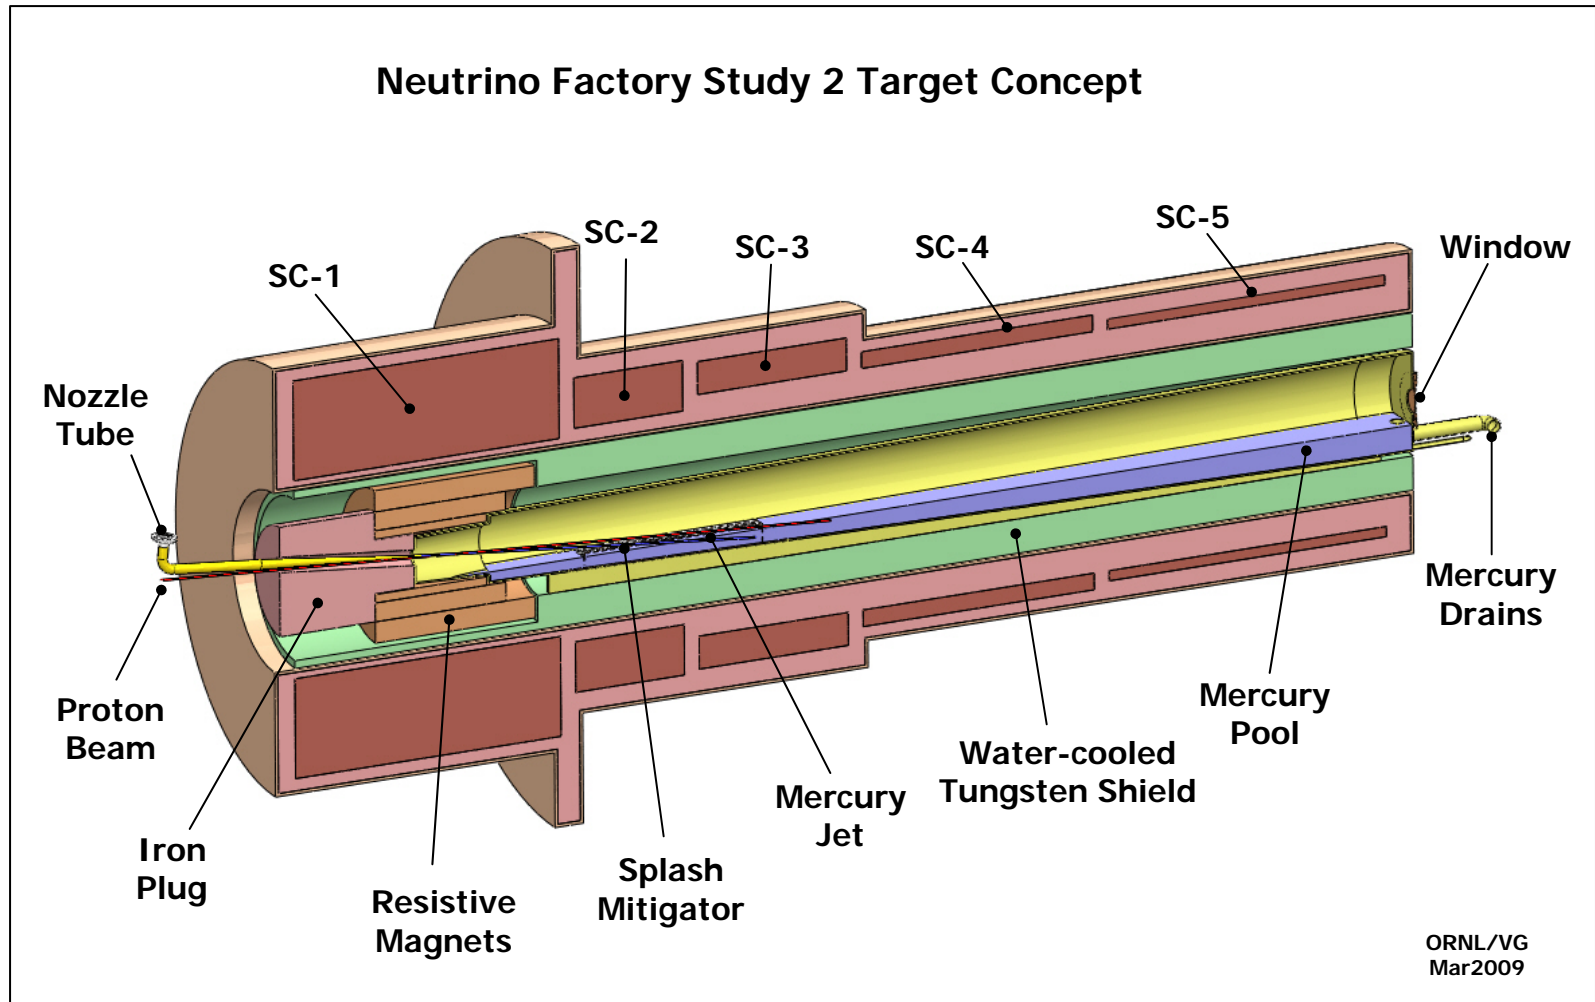 Neutrino Factory Study 2 Target Concept
SC-1
SC-2
SC-3
SC-4
SC-5
Window
Nozzle
Tube
Proton
Beam
Iron
Plug
Resistive
Magnets
Splash
Mitigator
Mercury
Jet
Water-cooled
Tungsten Shield
Mercury
Pool
Mercury
Drains
ORNL/VG
Mar2009